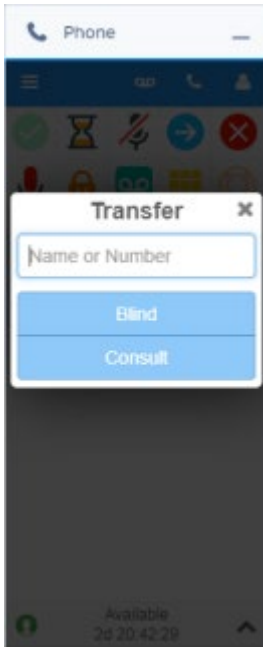 Phone
Transfer
Name or Number
Blind
Consult
Available
2d 20:42:29